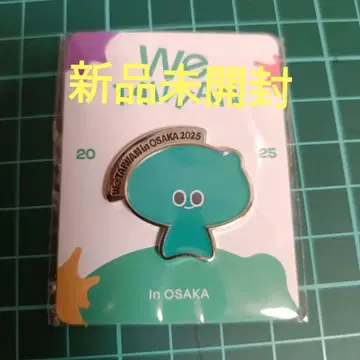 We
新品未開封
20 25
We TAIWAN in OSAKA 2025
In OSAKA